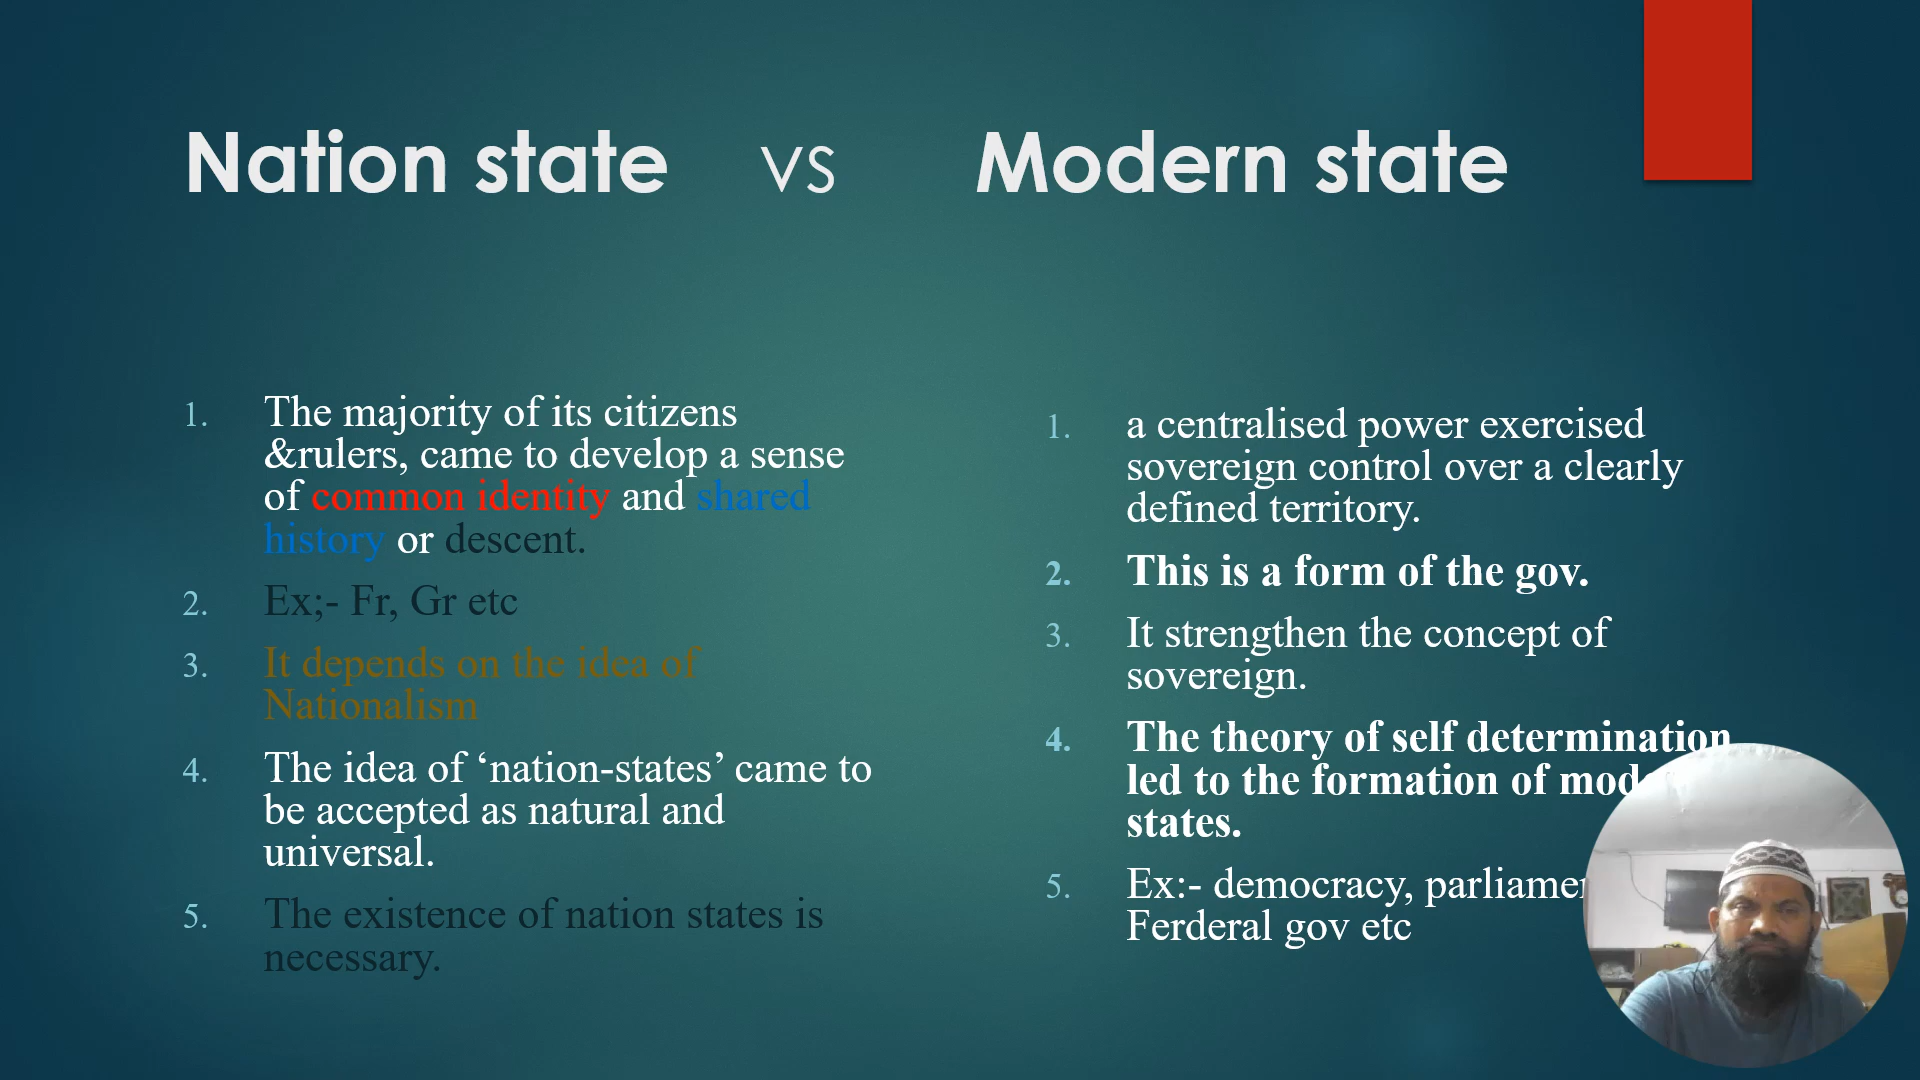 Nation state vs Modern state
1. The majority of its citizens
&rulers, came to develop a sense
of common identity and shared
history or descent.
2. Ex;- Fr, Gr etc
3. It depends on the idea of
Nationalism
4. The idea of ‘nation-states’ came to
be accepted as natural and
universal.
5. The existence of nation states is
necessary.
1. a centralised power exercised
sovereign control over a clearly
defined territory.
2. This is a form of the gov.
3. It strengthen the concept of
sovereign.
4. The theory of self determination
led to the formation of
states.
5. Ex:- democracy,
Ferderal gov etc